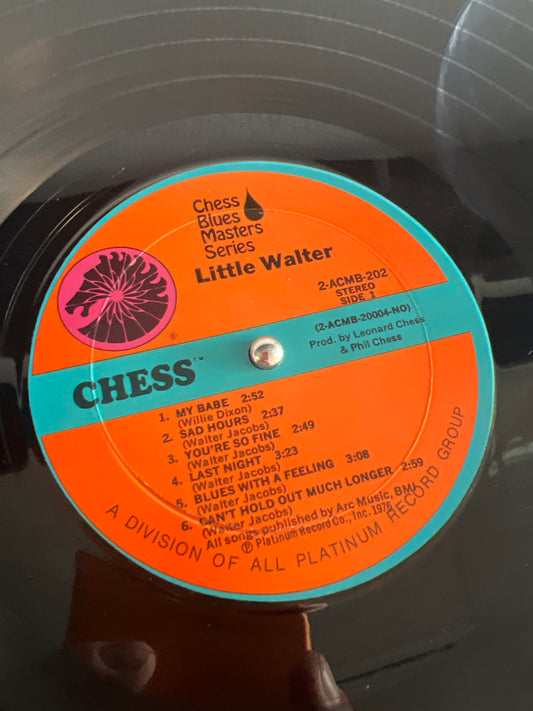 Chess
Blues
Masters
Series
Little Walter
2-ACMB-202
STEREO
SIDE 1
(2-ACMB-20004-NO)
Prod. by Leonard Chess
& Phil Chess
®
CHESS™
1. MY BABE 2:52
(Willie Dixon)
2. SAD HOURS 2:37
(Walter Jacobs)
3. YOU'RE SO FINE 2:49
(Walter Jacobs)
4. LAST NIGHT 3:23
(Walter Jacobs)
5. BLUES WITH A FEELING 3:08
(Walter Jacobs)
6. CAN'T HOLD OUT MUCH LONGER 2:59
(Walter Jacobs)
All songs published by Arc Music, BMI
℗ Platinum Record Co., Inc. 1976
A DIVISION OF ALL PLATINUM RECORD GROUP